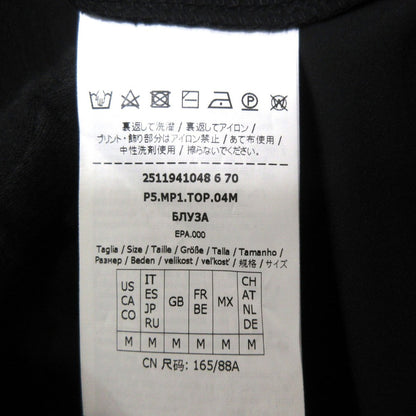 裏返して洗濯 / 裏返してアイロン /
プリント・飾り部分はアイロン禁止 / あて布使用 /
中性洗剤使用 / 擦らないでください
2511941048 6 70
P5.MP1.TOP.04M
БЛУЗА
EPA.000
Taglia / Size / Taille / Größe / Talla / Tamanho /
Размер / Beden / velikost / veľkosť / 规格 / サイズ
US CA CO
IT ES JP RU
GB
FR BE
MX
CH AT NL DE
M M M M M M
CN 尺码: 165/88A